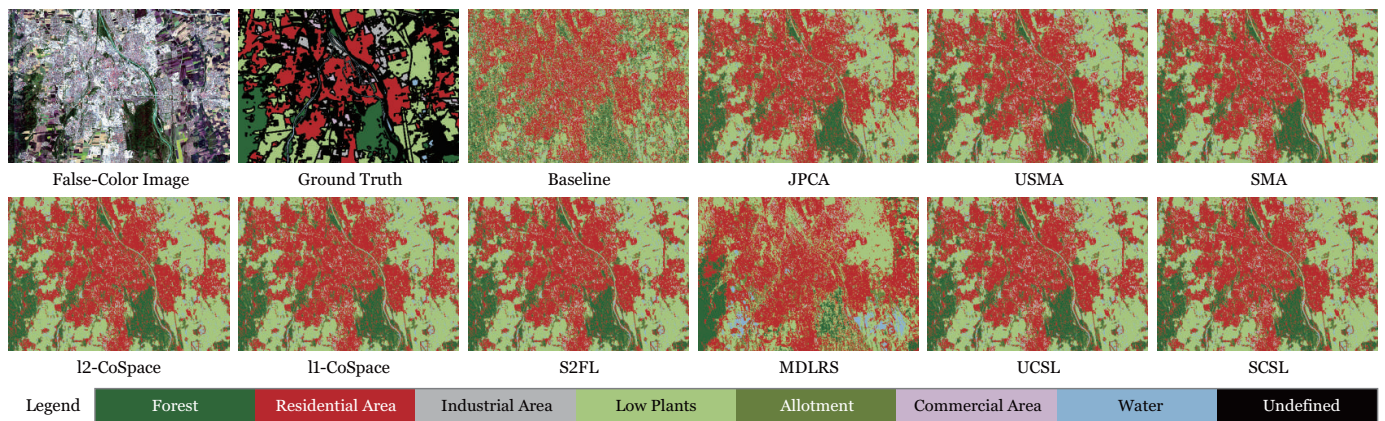 False-Color Image Ground Truth Baseline JPCA USMA SMA
l2-CoSpace l1-CoSpace S2FL MDLRS UCSL SCSL
Legend Forest Residential Area Industrial Area Low Plants Allotment Commercial Area Water Undefined